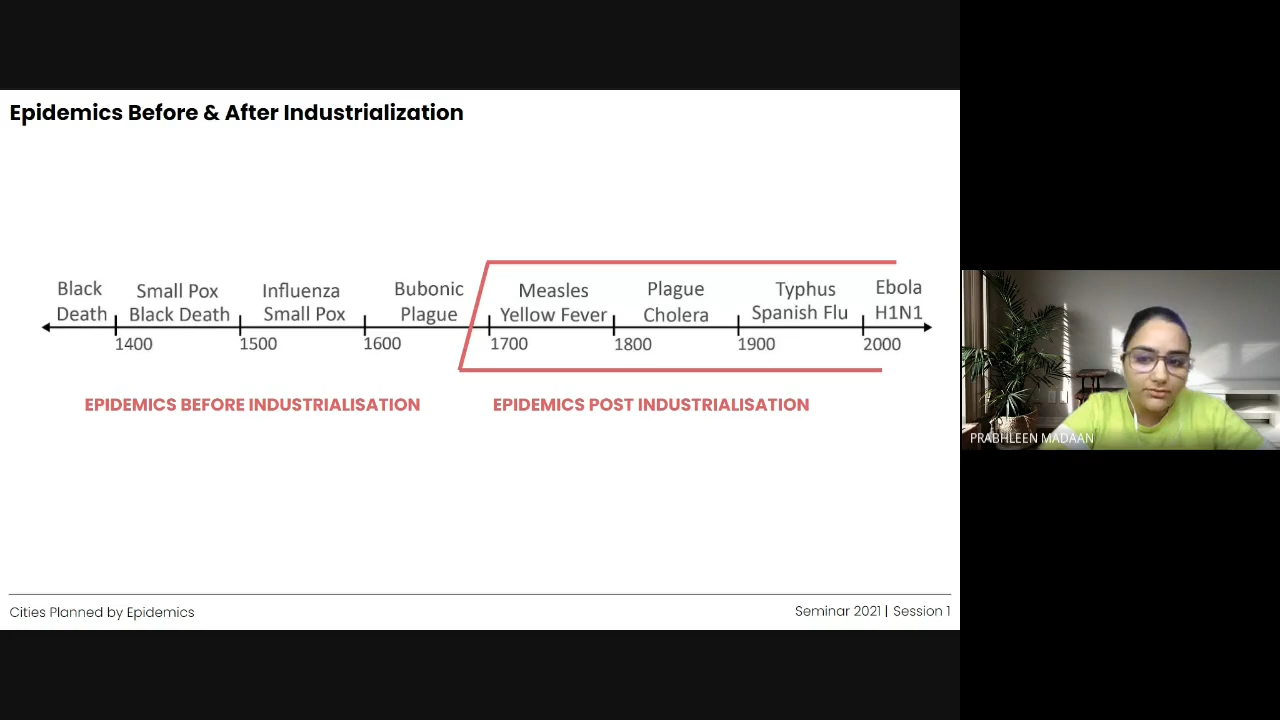 Epidemics Before & After Industrialization
Black Death
Small Pox Black Death
Influenza Small Pox
Bubonic Plague
Measles Yellow Fever
Plague Cholera
Typhus Spanish Flu
Ebola H1N1
1400 1500 1600 1700 1800 1900 2000
EPIDEMICS BEFORE INDUSTRIALISATION
EPIDEMICS POST INDUSTRIALISATION
Cities Planned by Epidemics
Seminar 2021 | Session 1
PRABHLEEN MADAAN